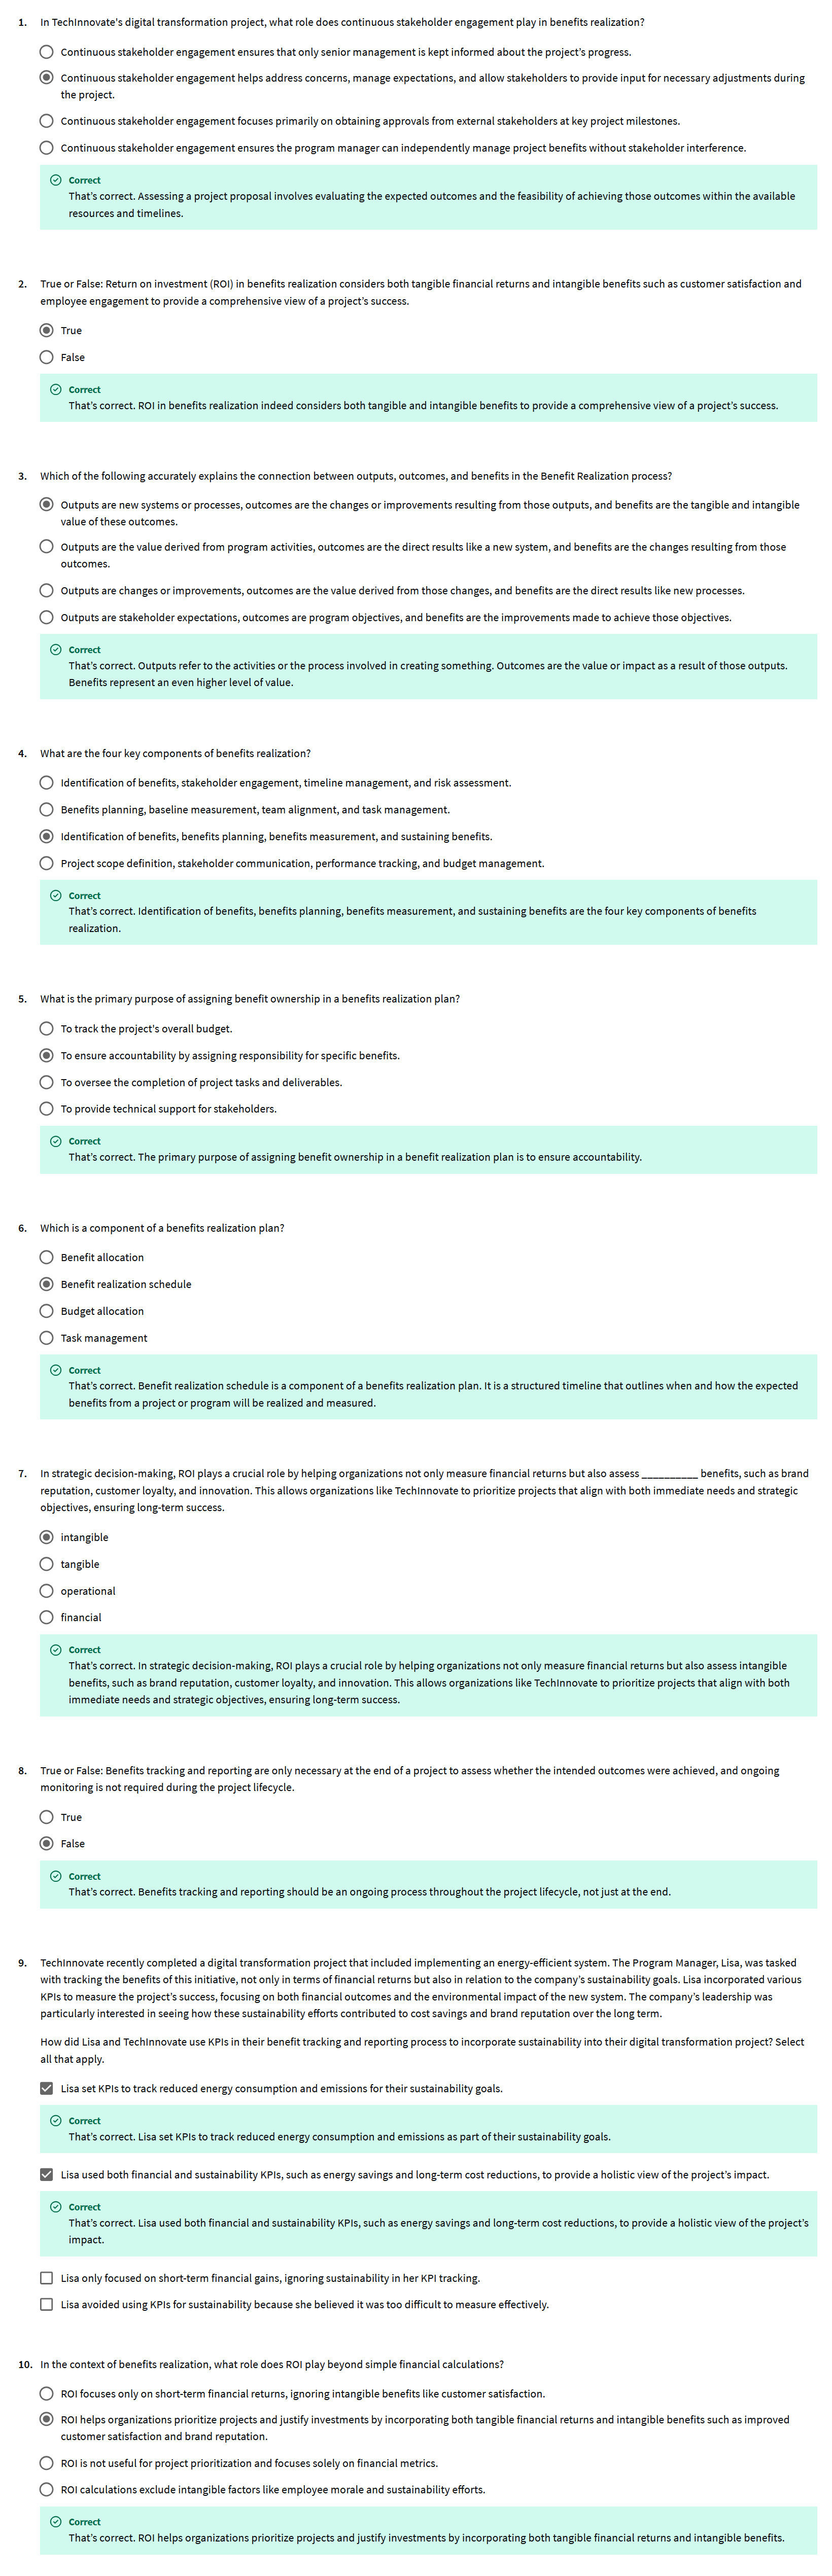 1. In TechInnovate's digital transformation project, what role does continuous stakeholder engagement play in benefits realization?
Continuous stakeholder engagement ensures that only senior management is kept informed about the project's progress.
Continuous stakeholder engagement helps address concerns, manage expectations, and allow stakeholders to provide input for necessary adjustments during
the project.
Continuous stakeholder engagement focuses primarily on obtaining approvals from external stakeholders at key project milestones.
Continuous stakeholder engagement ensures the program manager can independently manage project benefits without stakeholder interference.
Correct
That's correct. Assessing a project proposal involves evaluating the expected outcomes and the feasibility of achieving those outcomes within the available
resources and timelines.
2. True or False: Return on investment (ROI) in benefits realization considers both tangible financial returns and intangible benefits such as customer satisfaction and
employee engagement to provide a comprehensive view of a project's success.
True
False
Correct
That's correct. ROI in benefits realization indeed considers both tangible and intangible benefits to provide a comprehensive view of a project's success.
3. Which of the following accurately explains the connection between outputs, outcomes, and benefits in the Benefit Realization process?
Outputs are new systems or processes, outcomes are the changes or improvements resulting from those outputs, and benefits are the tangible and intangible
value of these outcomes.
Outputs are the value derived from program activities, outcomes are the direct results like a new system, and benefits are the changes resulting from those
outcomes.
Outputs are changes or improvements, outcomes are the value derived from those changes, and benefits are the direct results like new processes.
Outputs are stakeholder expectations, outcomes are program objectives, and benefits are the improvements made to achieve those objectives.
Correct
That's correct. Outputs refer to the activities or the process involved in creating something. Outcomes are the value or impact as a result of those outputs.
Benefits represent an even higher level of value.
4. What are the four key components of benefits realization?
Identification of benefits, stakeholder engagement, timeline management, and risk assessment.
Benefits planning, baseline measurement, team alignment, and task management.
Identification of benefits, benefits planning, benefits measurement, and sustaining benefits.
Project scope definition, stakeholder communication, performance tracking, and budget management.
Correct
That's correct. Identification of benefits, benefits planning, benefits measurement, and sustaining benefits are the four key components of benefits
realization.
5. What is the primary purpose of assigning benefit ownership in a benefits realization plan?
To track the project's overall budget.
To ensure accountability by assigning responsibility for specific benefits.
To oversee the completion of project tasks and deliverables.
To provide technical support for stakeholders.
Correct
That's correct. The primary purpose of assigning benefit ownership in a benefit realization plan is to ensure accountability.
6. Which is a component of a benefits realization plan?
Benefit allocation
Benefit realization schedule
Budget allocation
Task management
Correct
That's correct. Benefit realization schedule is a component of a benefits realization plan. It is a structured timeline that outlines when and how the expected
benefits from a project or program will be realized and measured.
7. In strategic decision-making, ROI plays a crucial role by helping organizations not only measure financial returns but also assess __________ benefits, such as brand
reputation, customer loyalty, and innovation. This allows organizations like TechInnovate to prioritize projects that align with both immediate needs and strategic
objectives, ensuring long-term success.
intangible
tangible
operational
financial
Correct
That's correct. In strategic decision-making, ROI plays a crucial role by helping organizations not only measure financial returns but also assess intangible
benefits, such as brand reputation, customer loyalty, and innovation. This allows organizations like TechInnovate to prioritize projects that align with both
immediate needs and strategic objectives, ensuring long-term success.
8. True or False: Benefits tracking and reporting are only necessary at the end of a project to assess whether the intended outcomes were achieved, and ongoing
monitoring is not required during the project lifecycle.
True
False
Correct
That's correct. Benefits tracking and reporting should be an ongoing process throughout the project lifecycle, not just at the end.
9. TechInnovate recently completed a digital transformation project that included implementing an energy-efficient system. The Program Manager, Lisa, was tasked
with tracking the benefits of this initiative, not only in terms of financial returns but also in relation to the company's sustainability goals. Lisa incorporated various
KPIs to measure the project's success, focusing on both financial outcomes and the environmental impact of the new system. The company's leadership was
particularly interested in seeing how these sustainability efforts contributed to cost savings and brand reputation over the long term.
How did Lisa and TechInnovate use KPIs in their benefit tracking and reporting process to incorporate sustainability into their digital transformation project? Select
all that apply.
Lisa set KPIs to track reduced energy consumption and emissions for their sustainability goals.
Correct
That's correct. Lisa set KPIs to track reduced energy consumption and emissions as part of their sustainability goals.
Lisa used both financial and sustainability KPIs, such as energy savings and long-term cost reductions, to provide a holistic view of the project's impact.
Correct
That's correct. Lisa used both financial and sustainability KPIs, such as energy savings and long-term cost reductions, to provide a holistic view of the project's
impact.
Lisa only focused on short-term financial gains, ignoring sustainability in her KPI tracking.
Lisa avoided using KPIs for sustainability because she believed it was too difficult to measure effectively.
10. In the context of benefits realization, what role does ROI play beyond simple financial calculations?
ROI focuses only on short-term financial returns, ignoring intangible benefits like customer satisfaction.
ROI helps organizations prioritize projects and justify investments by incorporating both tangible financial returns and intangible benefits such as improved
customer satisfaction and brand reputation.
ROI is not useful for project prioritization and focuses solely on financial metrics.
ROI calculations exclude intangible factors like employee morale and sustainability efforts.
Correct
That's correct. ROI helps organizations prioritize projects and justify investments by incorporating both tangible financial returns and intangible benefits.